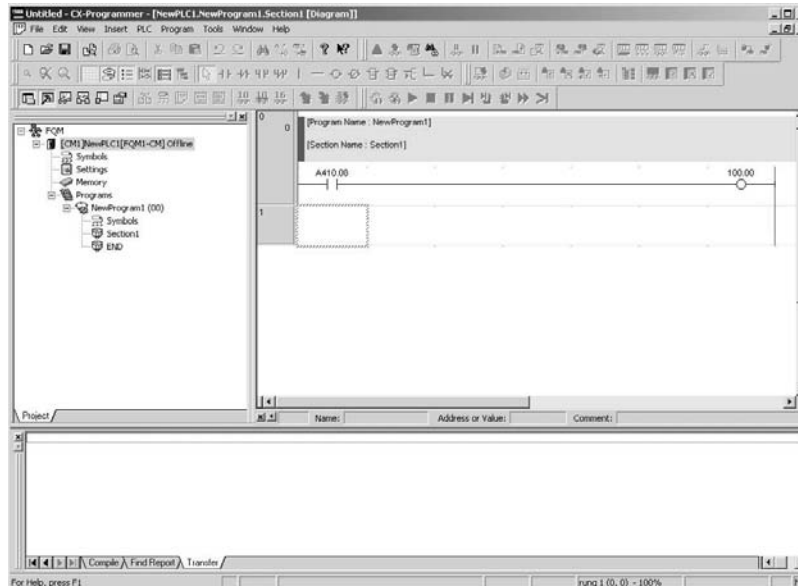 Untitled - CX-Programmer - [NewPLC1.NewProgram1.Section1 [Diagram]]
File Edit View Insert PLC Program Tools Window Help
FQM
[CM1]NewPLC1[FQM1-CM] Offline
Symbols
Settings
Memory
Programs
NewProgram1 (00)
Symbols
Section1
END
Project
0
0
[Program Name : NewProgram1]
[Section Name : Section1]
A410.00
100.00
1
Name:
Address or Value:
Comment:
Compile
Find Report
Transfer
For Help, press F1
rung 1 (0, 0) - 100%